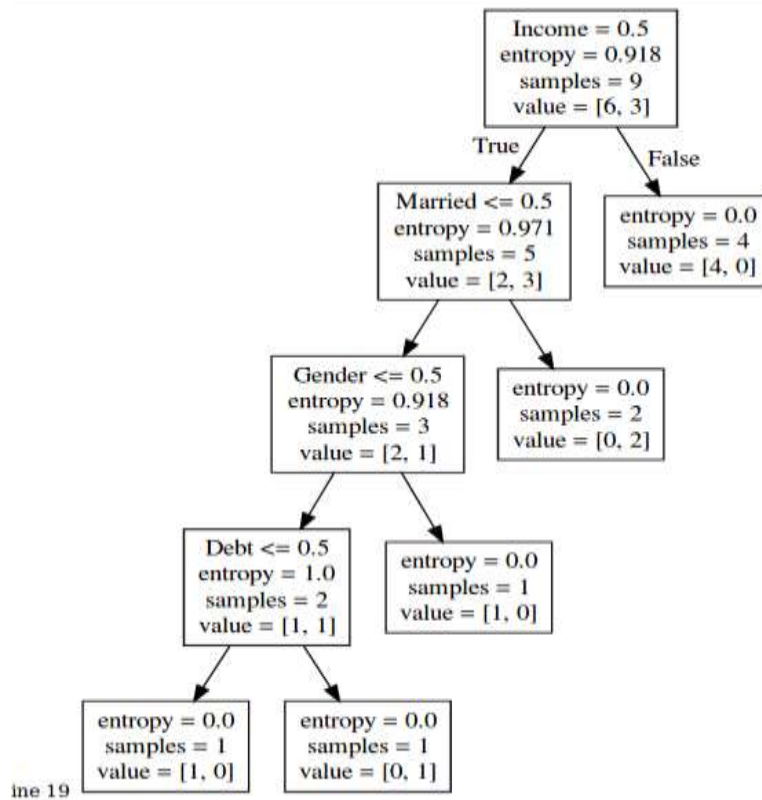 Income = 0.5
entropy = 0.918
samples = 9
value = [6, 3]
True
False
Married <= 0.5
entropy = 0.971
samples = 5
value = [2, 3]
entropy = 0.0
samples = 4
value = [4, 0]
Gender <= 0.5
entropy = 0.918
samples = 3
value = [2, 1]
entropy = 0.0
samples = 2
value = [0, 2]
Debt <= 0.5
entropy = 1.0
samples = 2
value = [1, 1]
entropy = 0.0
samples = 1
value = [1, 0]
entropy = 0.0
samples = 1
value = [1, 0]
entropy = 0.0
samples = 1
value = [0, 1]
ine 19